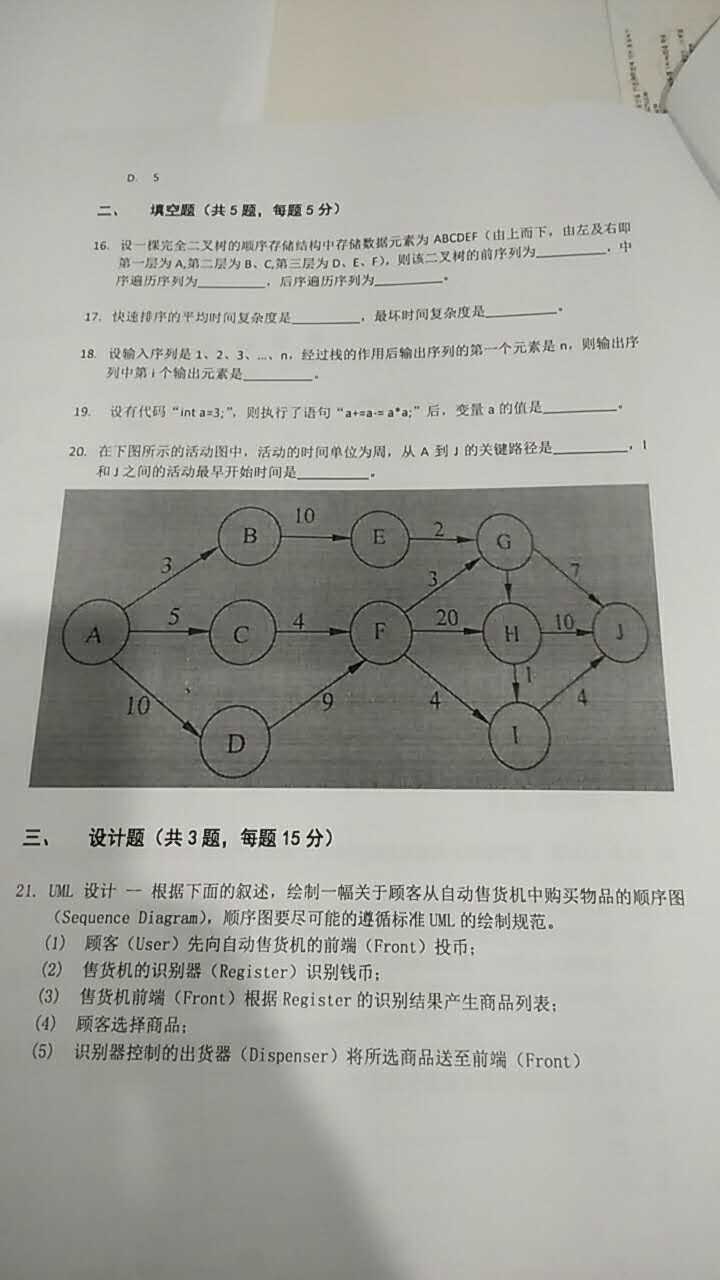 D. 5
二、 填空题（共 5 题，每题 5 分）
16. 设一棵完全二叉树的顺序存储结构中存储数据元素为 ABCDEF（由上而下，由左及右即
第一层为 A,第二层为 B、C,第三层为 D、E、F），则该二叉树的前序列为________，中
序遍历序列为________，后序遍历序列为________。
17. 快速排序的平均时间复杂度是________，最坏时间复杂度是________。
18. 设输入序列是 1、2、3、…、n，经过栈的作用后输出序列的第一个元素是 n，则输出序
列中第 i 个输出元素是________。
19. 设有代码“int a=3;”，则执行了语句“a+=a-= a*a;”后，变量 a 的值是________。
20. 在下图所示的活动图中，活动的时间单位为周，从 A 到 J 的关键路径是________，I
和 J 之间的活动最早开始时间是________。
B 10 E 2 G
3 3 7
A 5 C 4 F 20 H 10 J
10 9 4 1 4
D I
三、 设计题（共 3 题，每题 15 分）
21. UML 设计 -- 根据下面的叙述，绘制一幅关于顾客从自动售货机中购买物品的顺序图
（Sequence Diagram），顺序图要尽可能的遵循标准 UML 的绘制规范。
(1) 顾客（User）先向自动售货机的前端（Front）投币；
(2) 售货机的识别器（Register）识别钱币；
(3) 售货机前端（Front）根据 Register 的识别结果产生商品列表；
(4) 顾客选择商品；
(5) 识别器控制的出货器（Dispenser）将所选商品送至前端（Front）